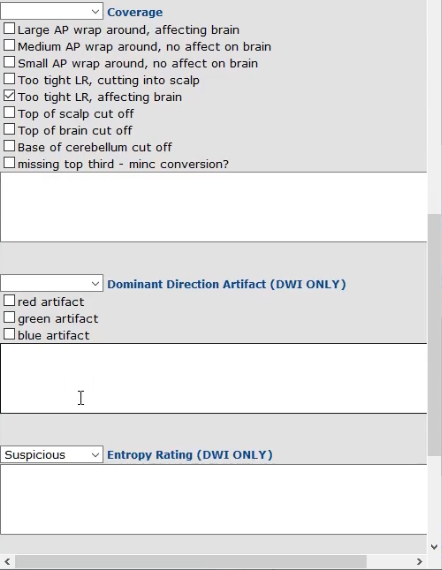 Coverage
Large AP wrap around, affecting brain
Medium AP wrap around, no affect on brain
Small AP wrap around, no affect on brain
Too tight LR, cutting into scalp
Too tight LR, affecting brain
Top of scalp cut off
Top of brain cut off
Base of cerebellum cut off
missing top third - minc conversion?
Dominant Direction Artifact (DWI ONLY)
red artifact
green artifact
blue artifact
Suspicious Entropy Rating (DWI ONLY)